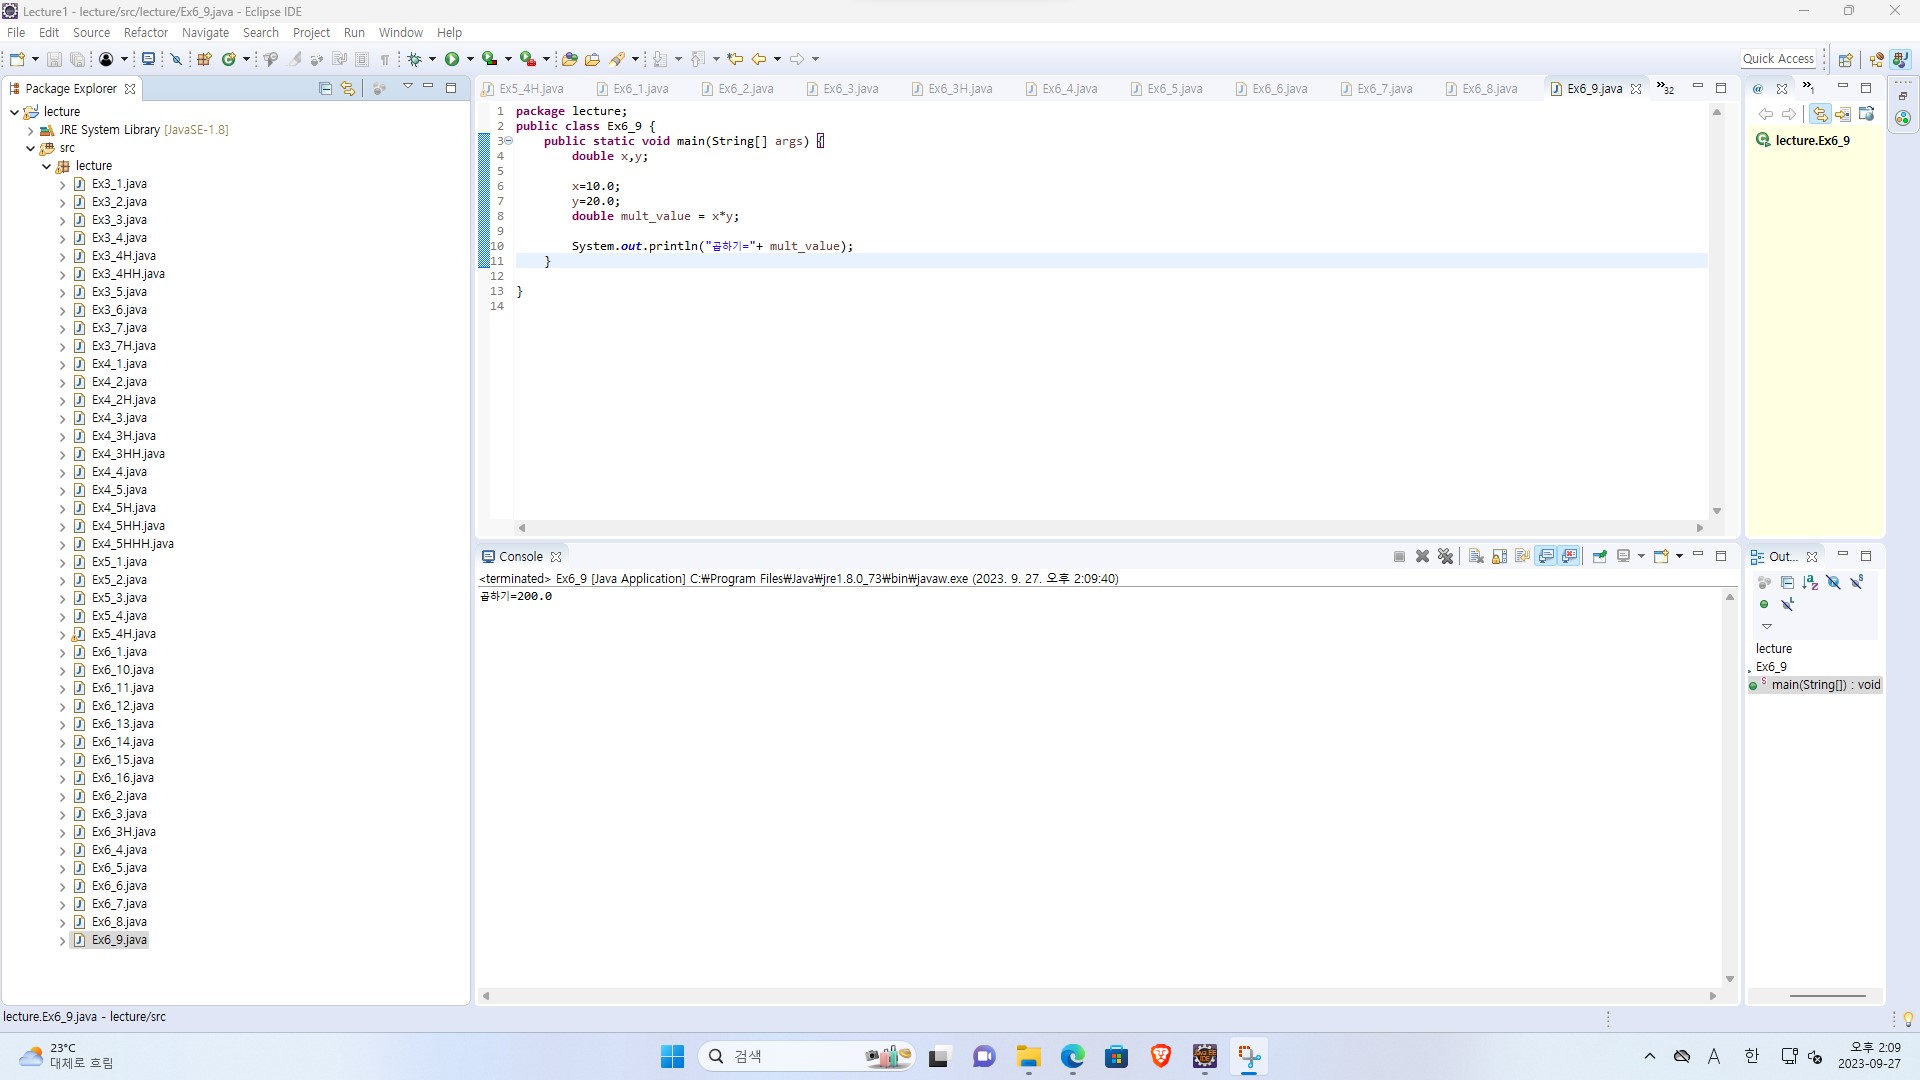 Lecture1 - lecture/src/lecture/Ex6_9.java - Eclipse IDE
File Edit Source Refactor Navigate Search Project Run Window Help
Quick Access
Package Explorer
lecture
JRE System Library [JavaSE-1.8]
src
lecture
Ex3_1.java
Ex3_2.java
Ex3_3.java
Ex3_4.java
Ex3_4H.java
Ex3_4HH.java
Ex3_5.java
Ex3_6.java
Ex3_7.java
Ex3_7H.java
Ex4_1.java
Ex4_2.java
Ex4_2H.java
Ex4_3.java
Ex4_3H.java
Ex4_3HH.java
Ex4_4.java
Ex4_5.java
Ex4_5H.java
Ex4_5HH.java
Ex4_5HHH.java
Ex5_1.java
Ex5_2.java
Ex5_3.java
Ex5_4.java
Ex5_4H.java
Ex6_1.java
Ex6_10.java
Ex6_11.java
Ex6_12.java
Ex6_13.java
Ex6_14.java
Ex6_15.java
Ex6_16.java
Ex6_2.java
Ex6_3.java
Ex6_3H.java
Ex6_4.java
Ex6_5.java
Ex6_6.java
Ex6_7.java
Ex6_8.java
Ex6_9.java
Ex5_4H.java Ex6_1.java Ex6_2.java Ex6_3.java Ex6_3H.java Ex6_4.java Ex6_5.java Ex6_6.java Ex6_7.java Ex6_8.java Ex6_9.java »32
1 package lecture;
2 public class Ex6_9 {
3 public static void main(String[] args) {
4 double x,y;
5
6 x=10.0;
7 y=20.0;
8 double mult_value = x*y;
9
10 System.out.println("곱하기="+ mult_value);
11 }
12
13 }
14
@ »1
lecture.Ex6_9
Console
<terminated> Ex6_9 [Java Application] C:₩Program Files₩Java₩jre1.8.0_73₩bin₩javaw.exe (2023. 9. 27. 오후 2:09:40)
곱하기=200.0
Out...
lecture
Ex6_9
main(String[]) : void
lecture.Ex6_9.java - lecture/src
23°C
대체로 흐림
검색
A 한
오후 2:09
2023-09-27